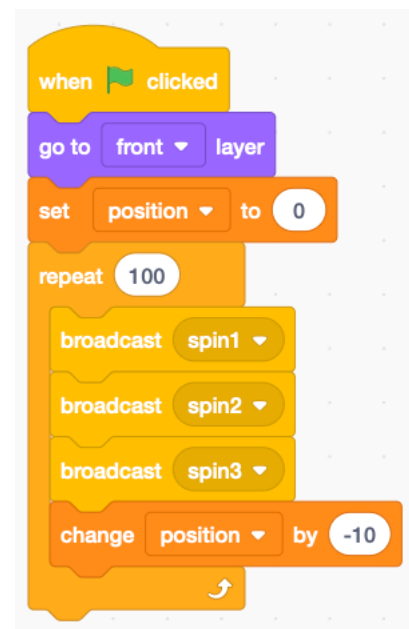 when clicked
go to front layer
set position to 0
repeat 100
broadcast spin1
broadcast spin2
broadcast spin3
change position by -10